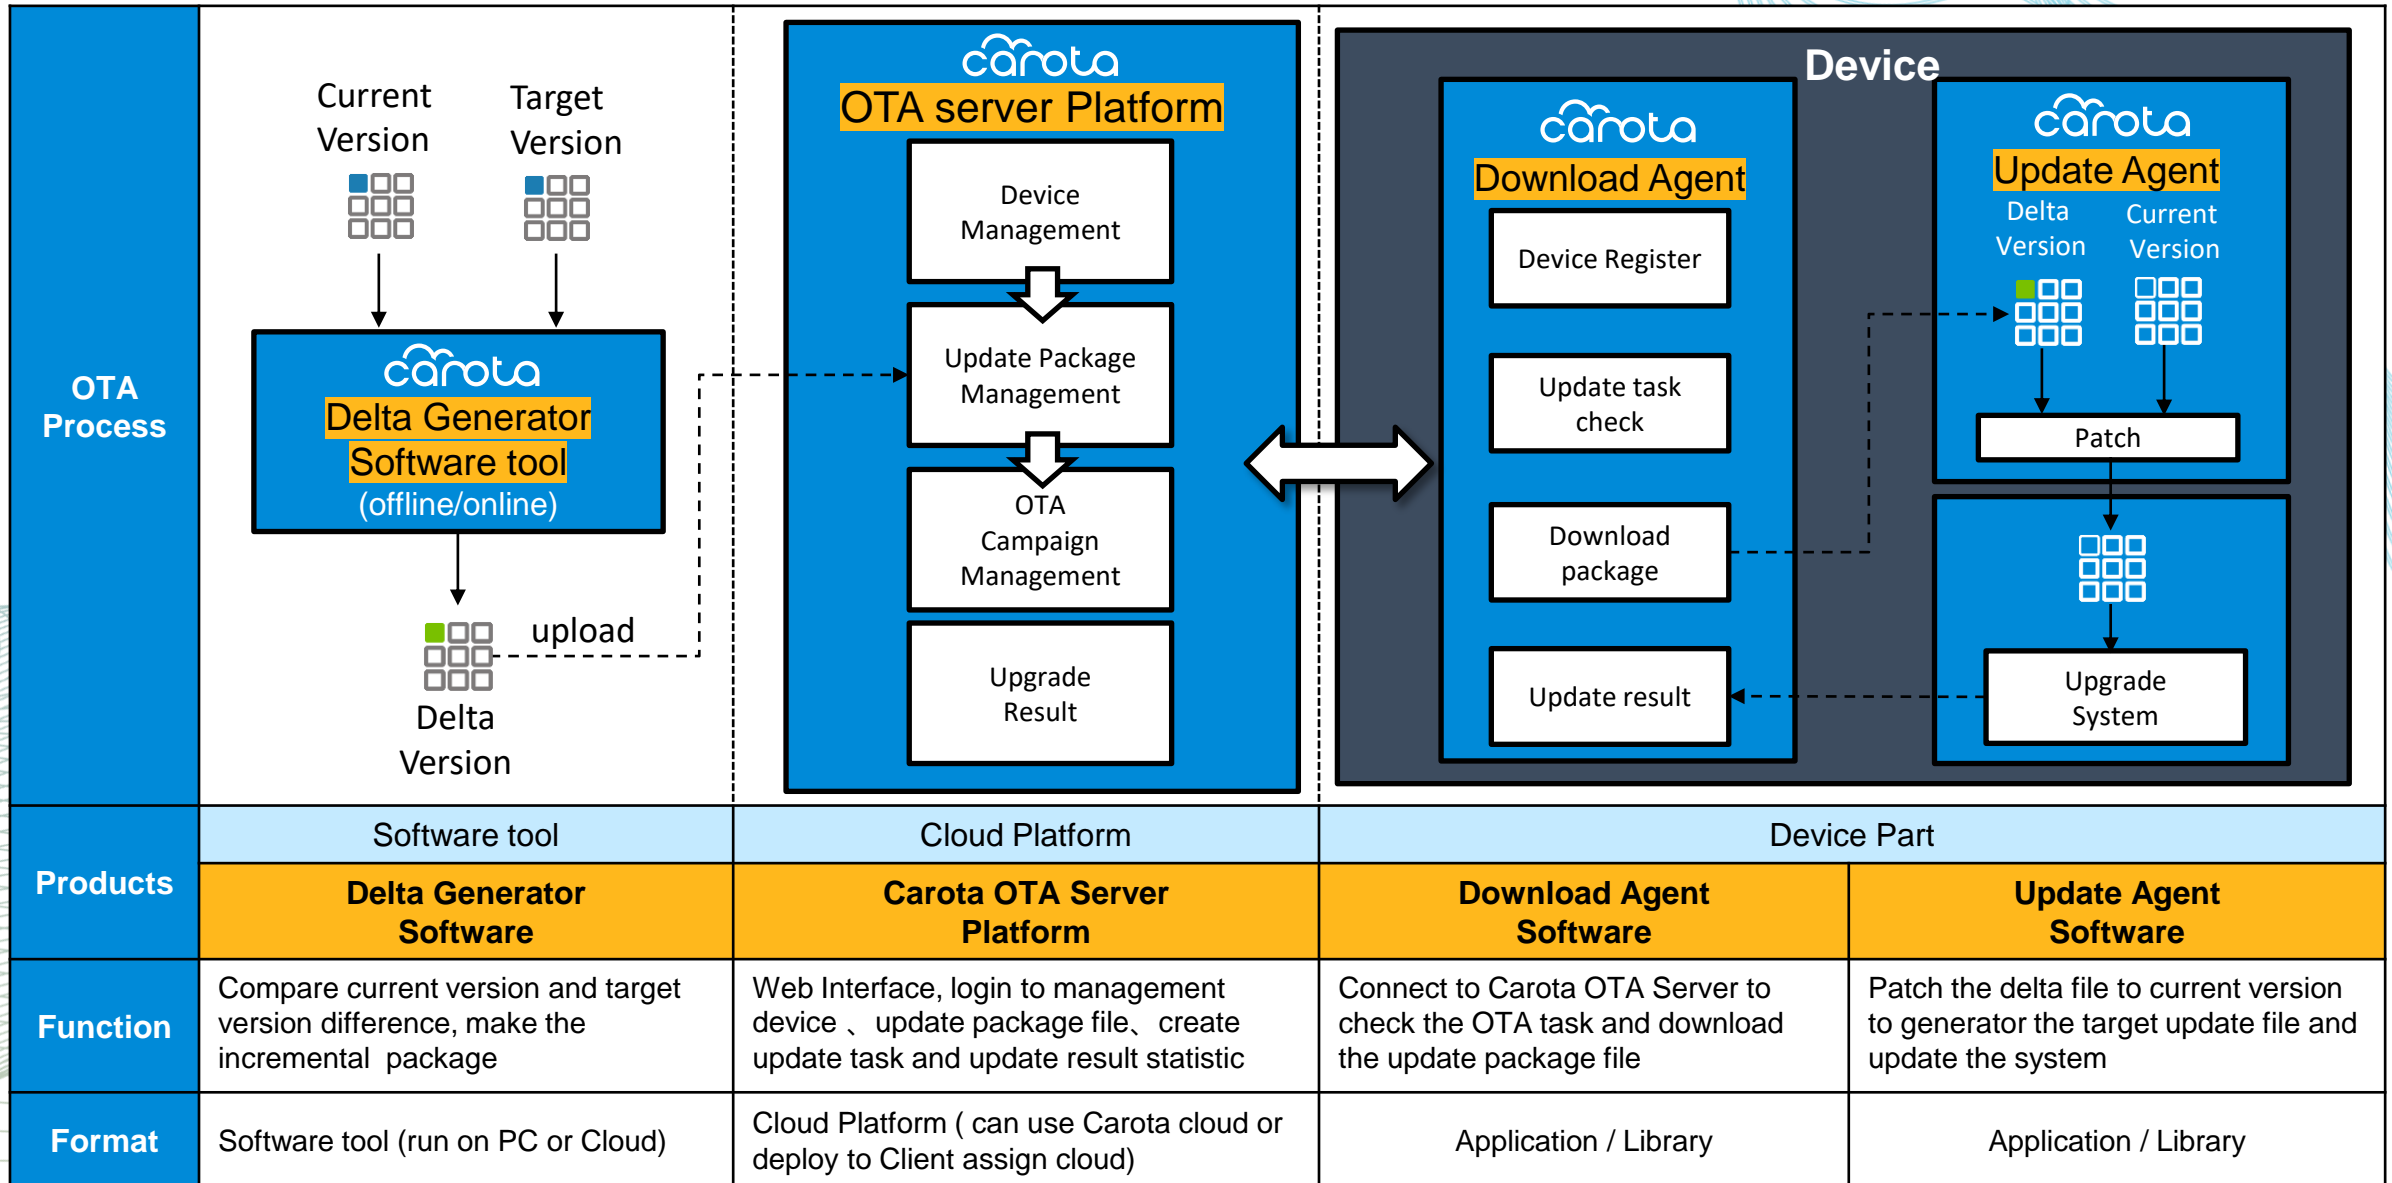 OTA
Process
Current
Version
Target
Version
carota
Delta Generator
Software tool
(offline/online)
upload
Delta
Version
carota
OTA server Platform
Device
Management
Update Package
Management
OTA
Campaign
Management
Upgrade
Result
Device
carota
Download Agent
Device Register
Update task
check
Download
package
Update result
carota
Update Agent
Delta
Version
Current
Version
Patch
Upgrade
System
Products
Software tool
Cloud Platform
Device Part
Delta Generator
Software
Carota OTA Server
Platform
Download Agent
Software
Update Agent
Software
Function
Compare current version and target
version difference, make the
incremental package
Web Interface, login to management
device 、update package file、create
update task and update result statistic
Connect to Carota OTA Server to
check the OTA task and download
the update package file
Patch the delta file to current version
to generator the target update file and
update the system
Format
Software tool (run on PC or Cloud)
Cloud Platform ( can use Carota cloud or
deploy to Client assign cloud)
Application / Library
Application / Library